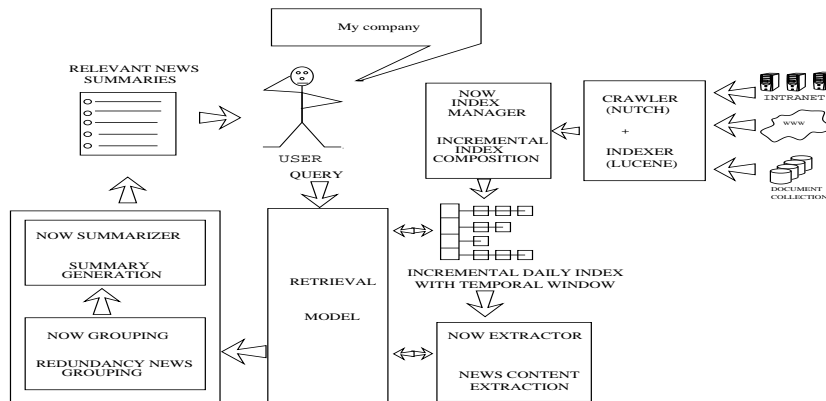 My company
RELEVANT NEWS
SUMMARIES
USER
QUERY
NOW
INDEX
MANAGER
INCREMENTAL
INDEX
COMPOSITION
CRAWLER
(NUTCH)
+
INDEXER
(LUCENE)
INTRANET
WWW
DOCUMENT
COLLECTION
NOW SUMMARIZER
SUMMARY
GENERATION
NOW GROUPING
REDUNDANCY NEWS
GROUPING
RETRIEVAL
MODEL
INCREMENTAL DAILY INDEX
WITH TEMPORAL WINDOW
NOW EXTRACTOR
NEWS CONTENT
EXTRACTION